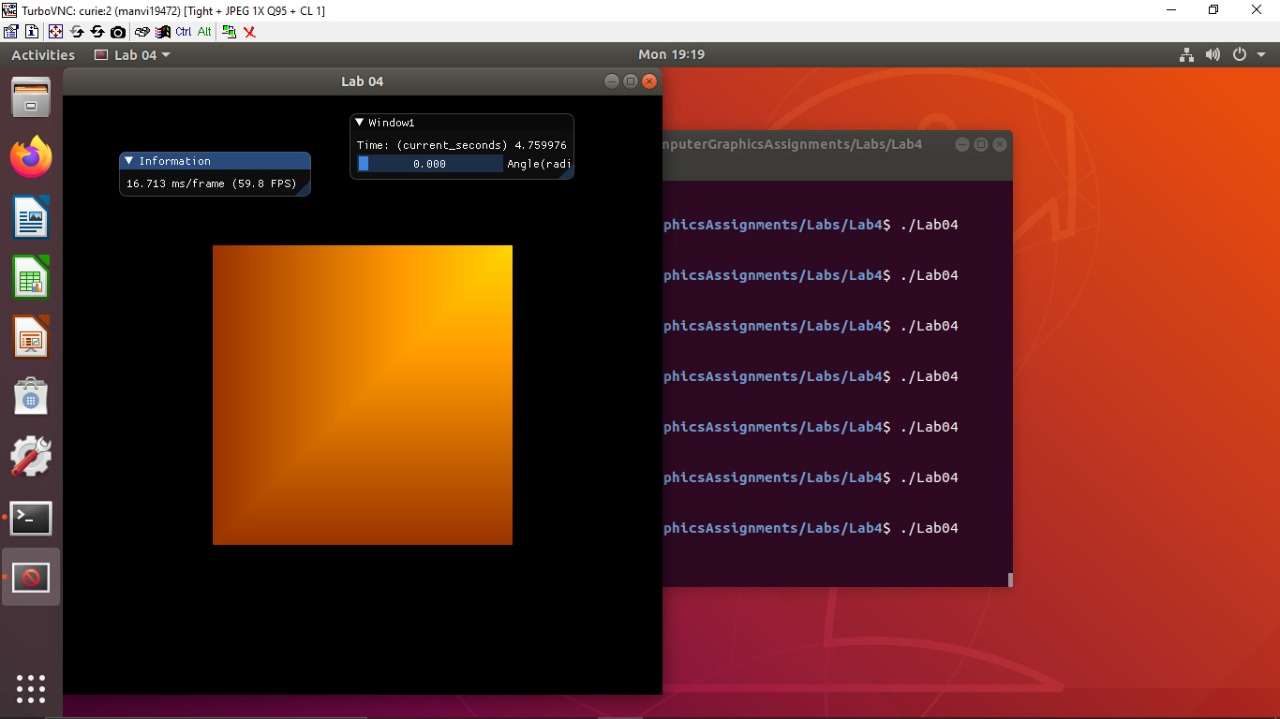 TurboVNC: curie:2 (manvi19472) [Tight + JPEG 1X Q95 + CL 1]
Ctrl Alt
Activities Lab 04 Mon 19:19
Lab 04
Window1
Time: (current_seconds) 4.759976
0.000 Angle(radi
Information
16.713 ms/frame (59.8 FPS)
mputerGraphicsAssignments/Labs/Lab4
phicsAssignments/Labs/Lab4$ ./Lab04
phicsAssignments/Labs/Lab4$ ./Lab04
phicsAssignments/Labs/Lab4$ ./Lab04
phicsAssignments/Labs/Lab4$ ./Lab04
phicsAssignments/Labs/Lab4$ ./Lab04
phicsAssignments/Labs/Lab4$ ./Lab04
phicsAssignments/Labs/Lab4$ ./Lab04